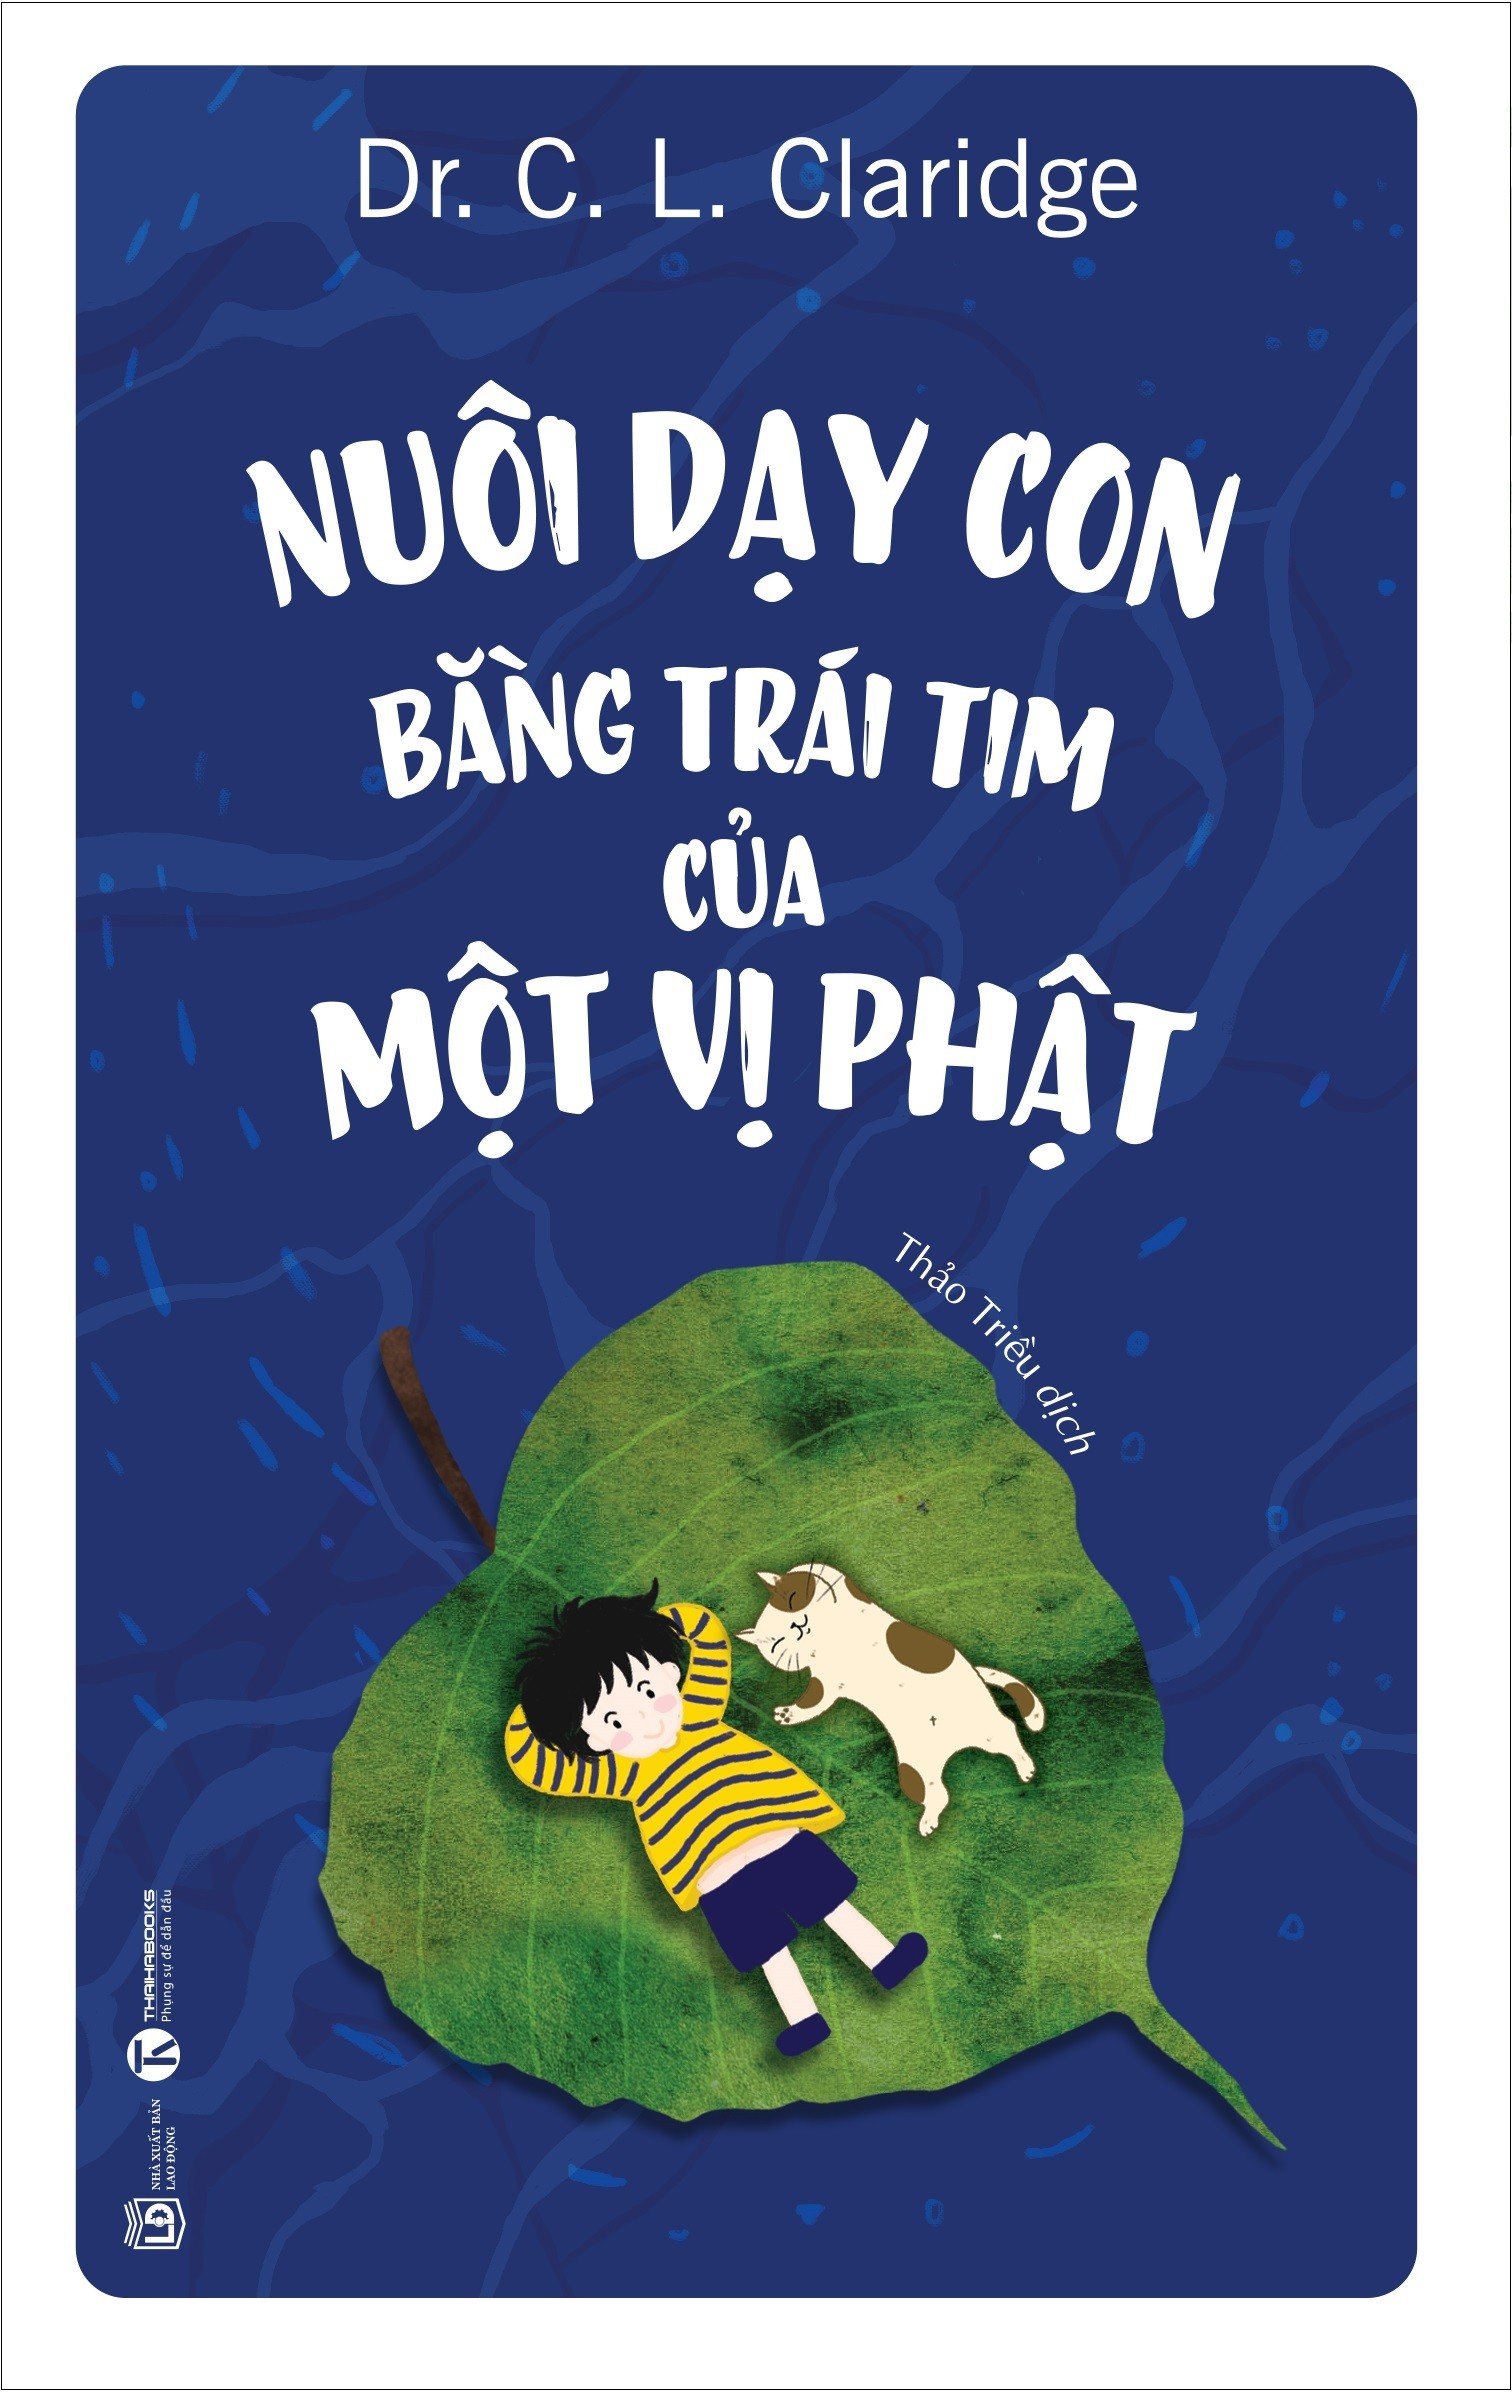 Dr. C. L. Claridge
NUÔI DẠY CON
BẰNG TRÁI TIM
CỦA
MỘT VỊ PHẬT
Thảo Triều dịch
THAIHABOOKS
Phụng sự để dẫn đầu
NHÀ XUẤT BẢN
LAO ĐỘNG